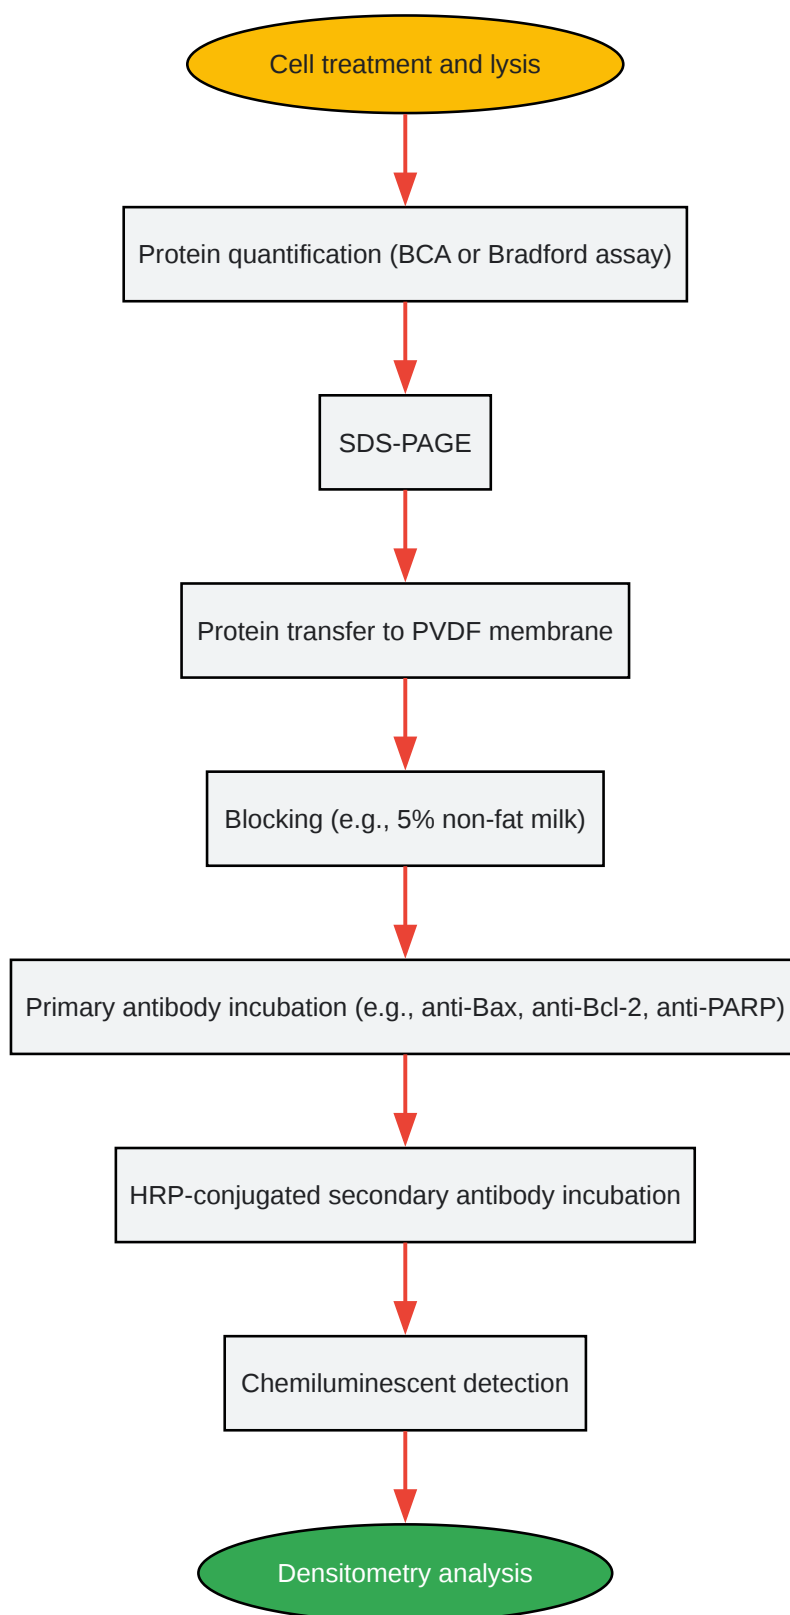 Cell treatment and lysis
Protein quantification (BCA or Bradford assay)
SDS-PAGE
Protein transfer to PVDF membrane
Blocking (e.g., 5% non-fat milk)
Primary antibody incubation (e.g., anti-Bax, anti-Bcl-2, anti-PARP)
HRP-conjugated secondary antibody incubation
Chemiluminescent detection
Densitometry analysis